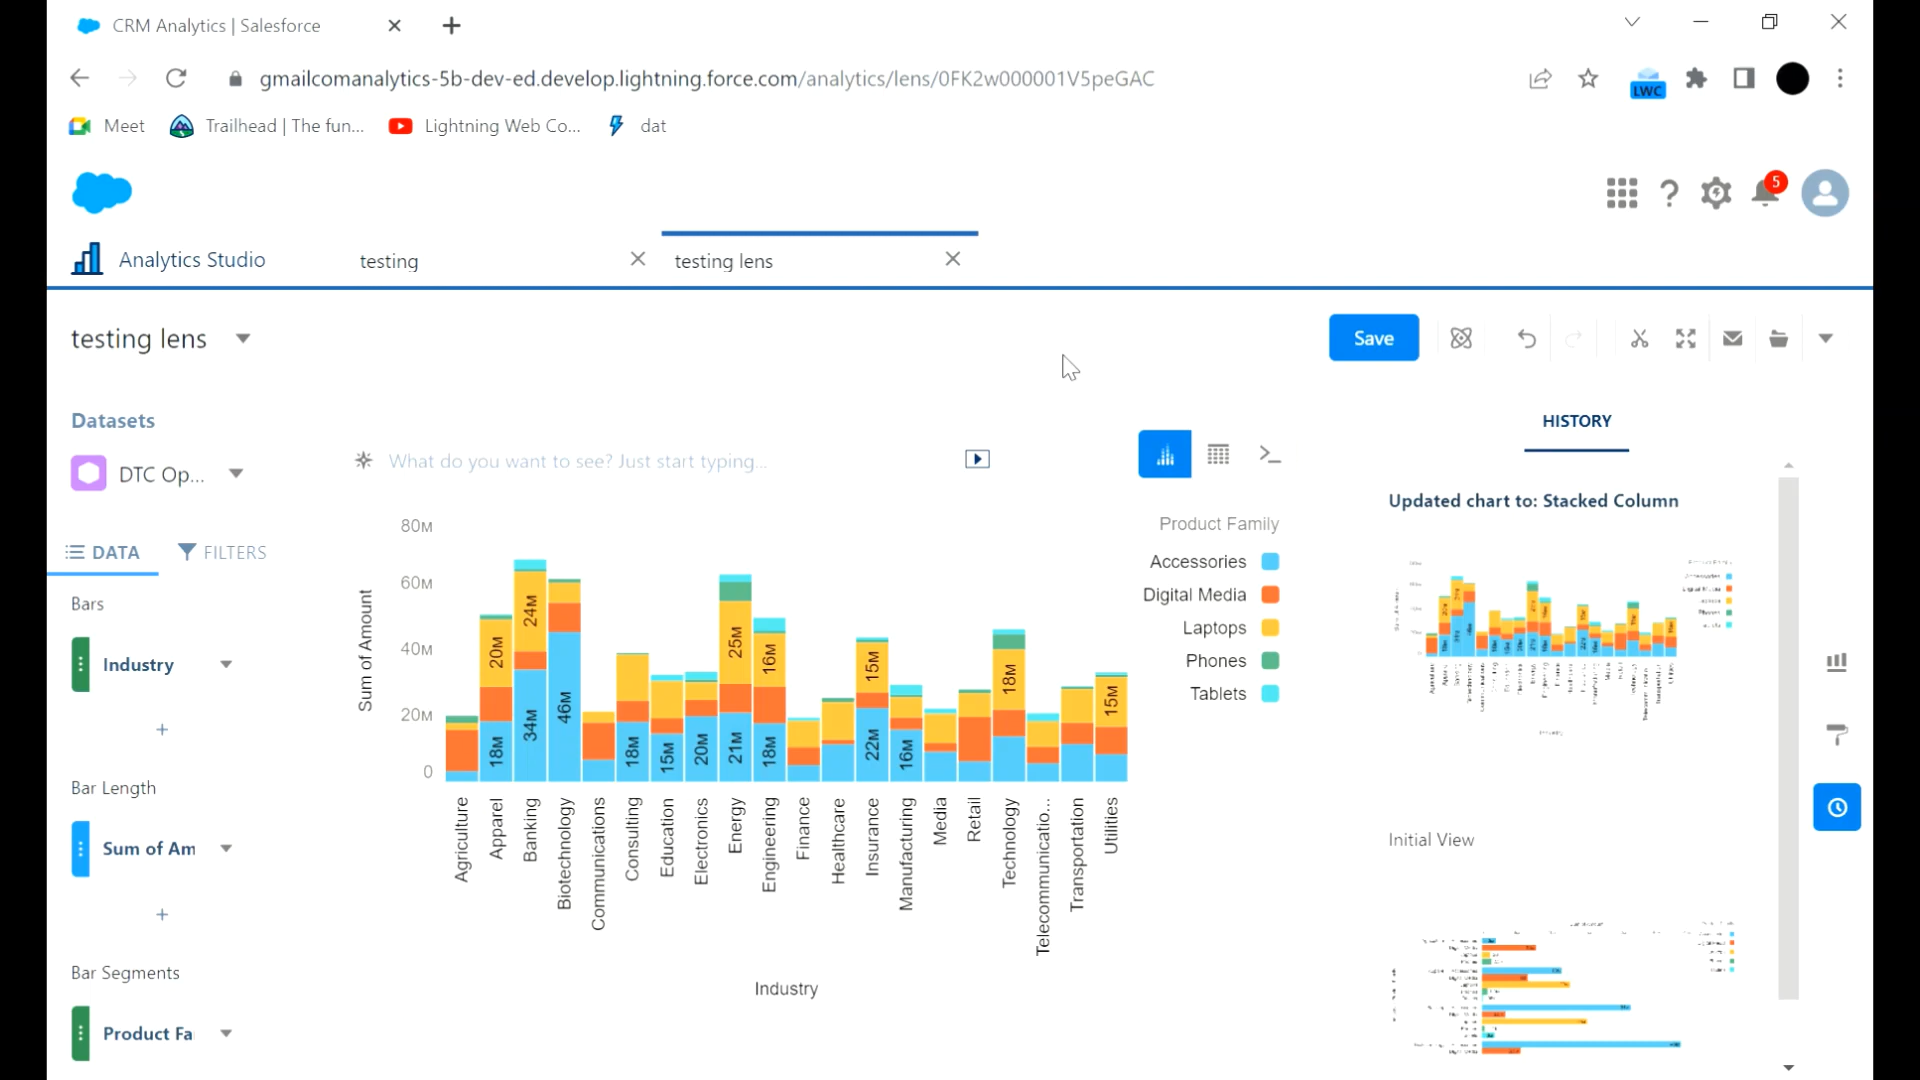 CRM Analytics | Salesforce
gmailcomanalytics-5b-dev-ed.develop.lightning.force.com/analytics/lens/0FK2w000001V5peGAC
LWC
Meet
Trailhead | The fun...
Lightning Web Co...
dat
5
Analytics Studio
testing
testing lens
testing lens
Save
Datasets
DTC Op...
What do you want to see? Just start typing...
HISTORY
DATA
FILTERS
Bars
Industry
Bar Length
Sum of Am
Bar Segments
Product Fa
80M
60M
40M
20M
0
Sum of Amount
18M
20M
34M
24M
46M
18M
15M
20M
21M
25M
18M
16M
22M
15M
16M
18M
15M
Agriculture
Apparel
Banking
Biotechnology
Communications
Consulting
Education
Electronics
Energy
Engineering
Finance
Healthcare
Insurance
Manufacturing
Media
Retail
Technology
Telecommunicatio...
Transportation
Utilities
Industry
Product Family
Accessories
Digital Media
Laptops
Phones
Tablets
Updated chart to: Stacked Column
Initial View